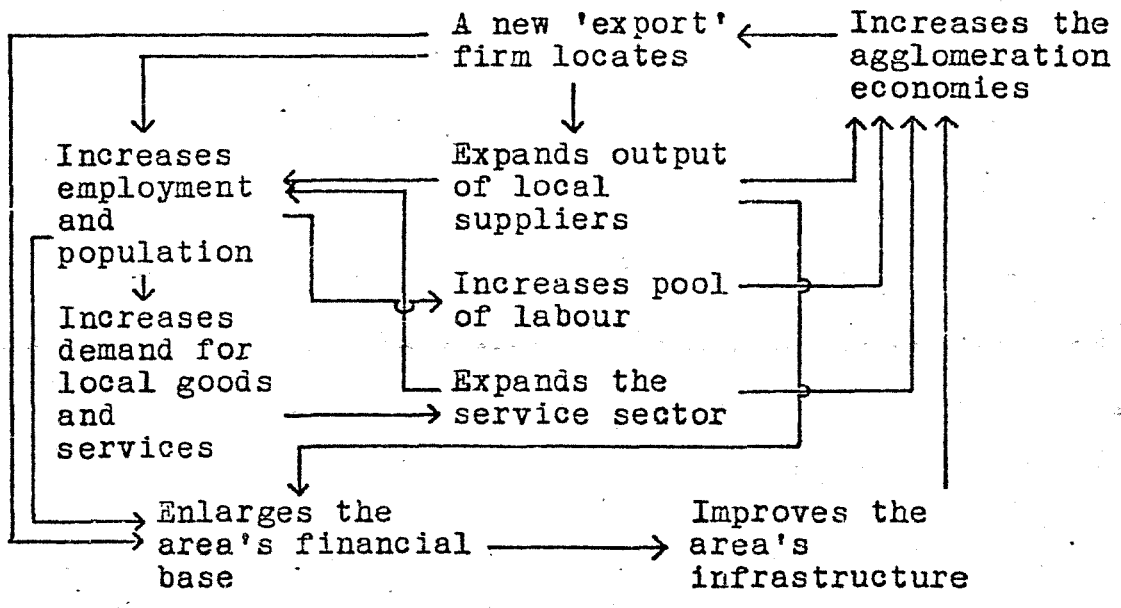 A new 'export'
firm locates
Increases the
agglomeration
economies
Increases
employment
and
population
Expands output
of local
suppliers
Increases pool
of labour
Increases
demand for
local goods
and
services
Expands the
service sector
Enlarges the
area's financial
base
Improves the
area's
infrastructure